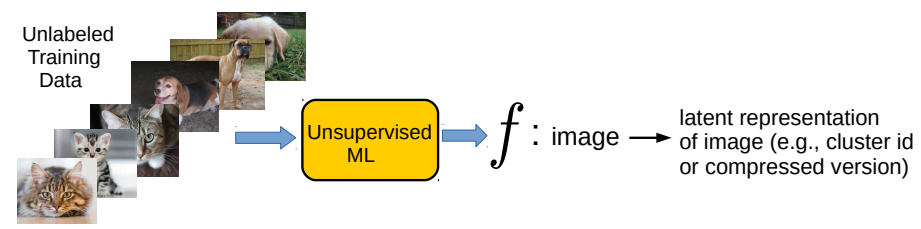 Unlabeled
Training
Data
Unsupervised
ML
f : image
latent representation
of image (e.g., cluster id
or compressed version)